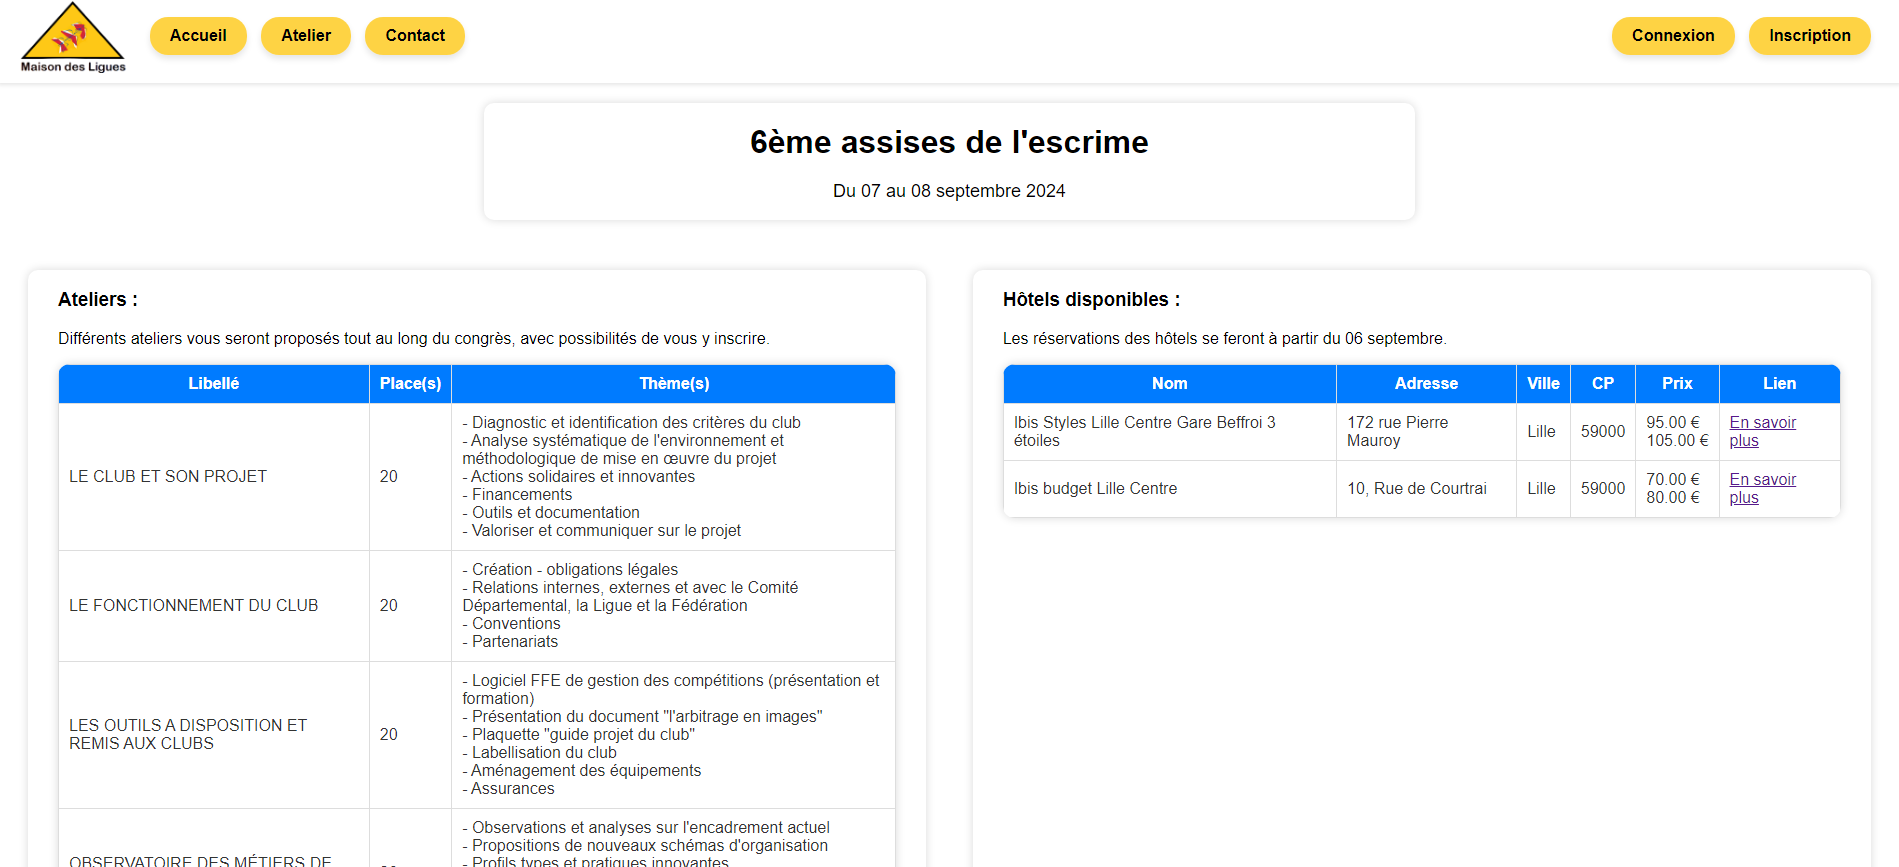 Maison des Ligues
Accueil
Atelier
Contact
Connexion
Inscription
6ème assises de l'escrime
Du 07 au 08 septembre 2024
Ateliers :
Différents ateliers vous seront proposés tout au long du congrès, avec possibilités de vous y inscrire.
Libellé
Place(s)
Thème(s)
LE CLUB ET SON PROJET
20
- Diagnostic et identification des critères du club
- Analyse systématique de l'environnement et
méthodologique de mise en œuvre du projet
- Actions solidaires et innovantes
- Financements
- Outils et documentation
- Valoriser et communiquer sur le projet
LE FONCTIONNEMENT DU CLUB
20
- Création - obligations légales
- Relations internes, externes et avec le Comité
Départemental, la Ligue et la Fédération
- Conventions
- Partenariats
LES OUTILS A DISPOSITION ET
REMIS AUX CLUBS
20
- Logiciel FFE de gestion des compétitions (présentation et
formation)
- Présentation du document "l'arbitrage en images"
- Plaquette "guide projet du club"
- Labellisation du club
- Aménagement des équipements
- Assurances
OBSERVATOIRE DES MÉTIERS DE
- Observations et analyses sur l'encadrement actuel
- Propositions de nouveaux schémas d'organisation
- Profils types et pratiques innovantes
Hôtels disponibles :
Les réservations des hôtels se feront à partir du 06 septembre.
Nom
Adresse
Ville
CP
Prix
Lien
Ibis Styles Lille Centre Gare Beffroi 3
étoiles
172 rue Pierre
Mauroy
Lille
59000
95.00 €
105.00 €
En savoir
plus
Ibis budget Lille Centre
10, Rue de Courtrai
Lille
59000
70.00 €
80.00 €
En savoir
plus